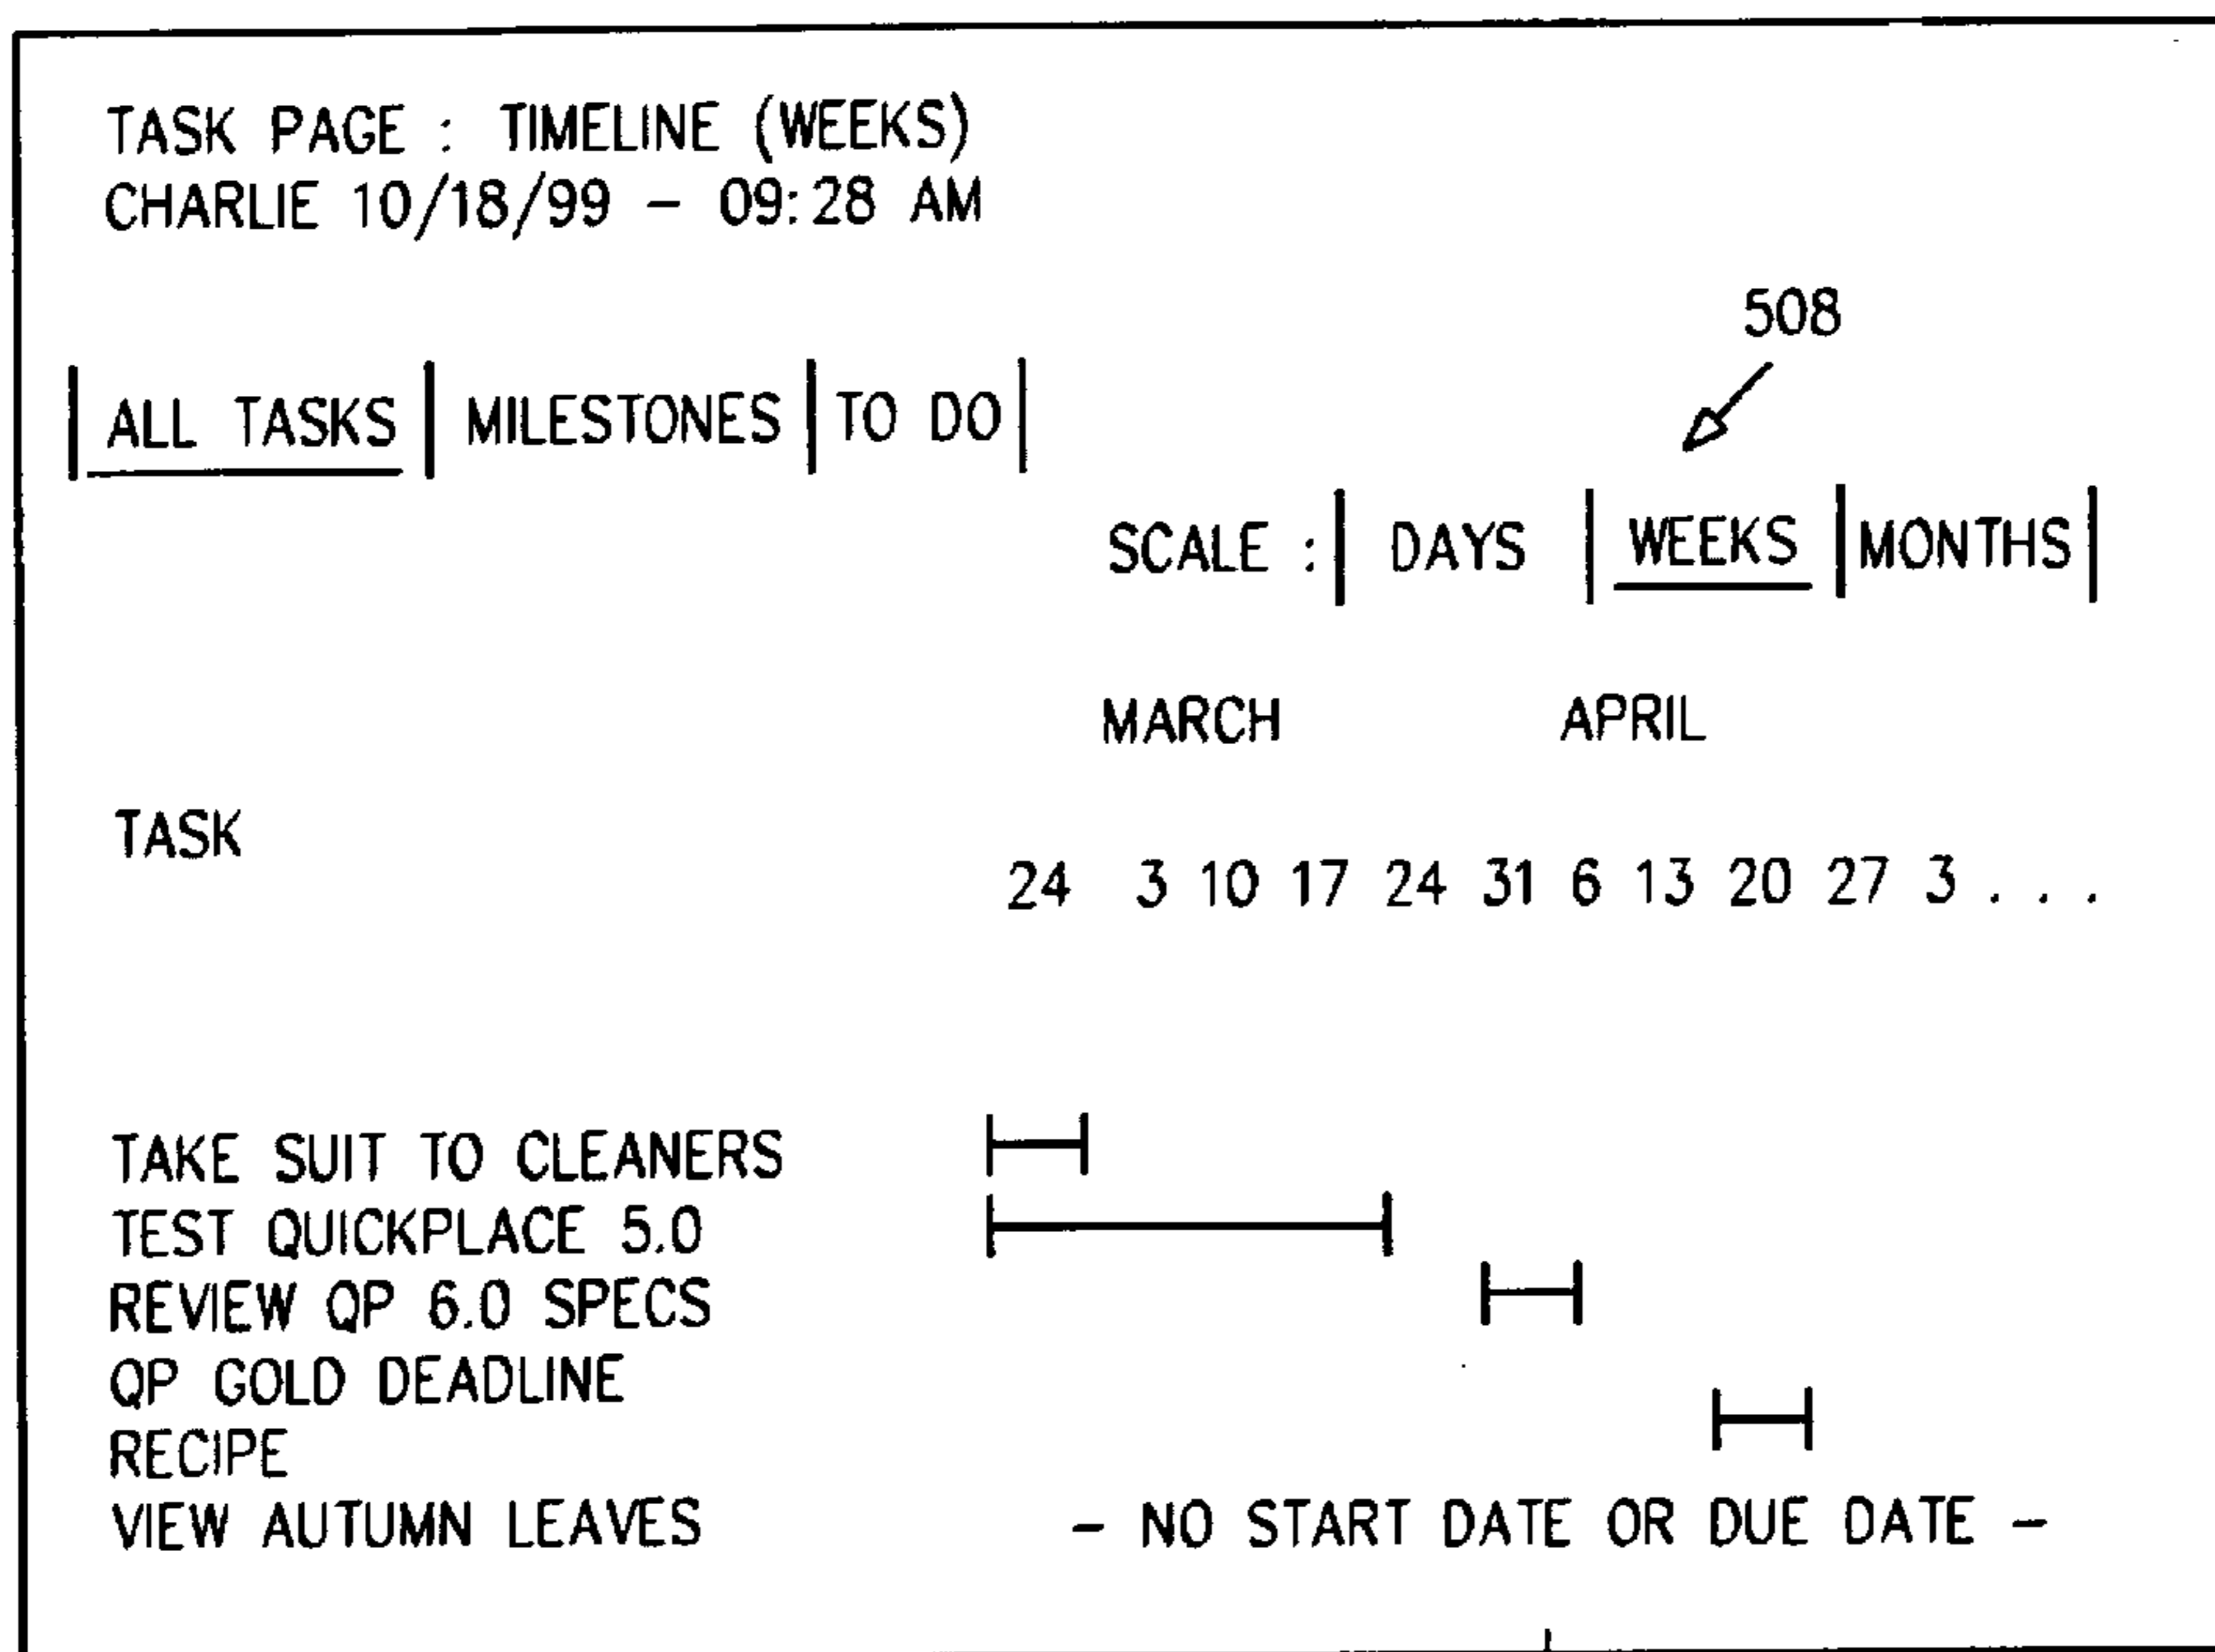 TASK PAGE : TIMELINE (WEEKS)
CHARLIE 10/18/99 - 09:28 AM
508
ALL TASKS MILESTONES TO DO
SCALE : DAYS WEEKS MONTHS
MARCH APRIL
TASK
24 3 10 17 24 31 6 13 20 27 3 . . .
TAKE SUIT TO CLEANERS
TEST QUICKPLACE 5.0
REVIEW QP 6.0 SPECS
QP GOLD DEADLINE
RECIPE
VIEW AUTUMN LEAVES - NO START DATE OR DUE DATE -